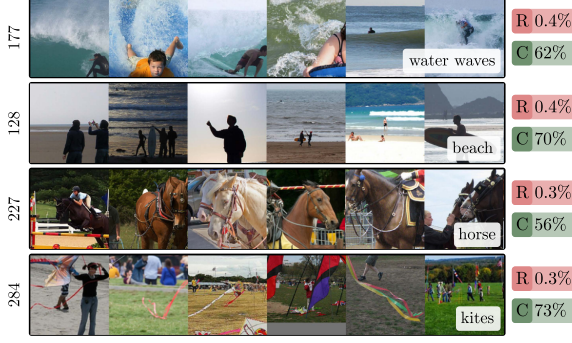 177
water waves
R 0.4%
C 62%
128
beach
R 0.4%
C 70%
227
horse
R 0.3%
C 56%
284
kites
R 0.3%
C 73%